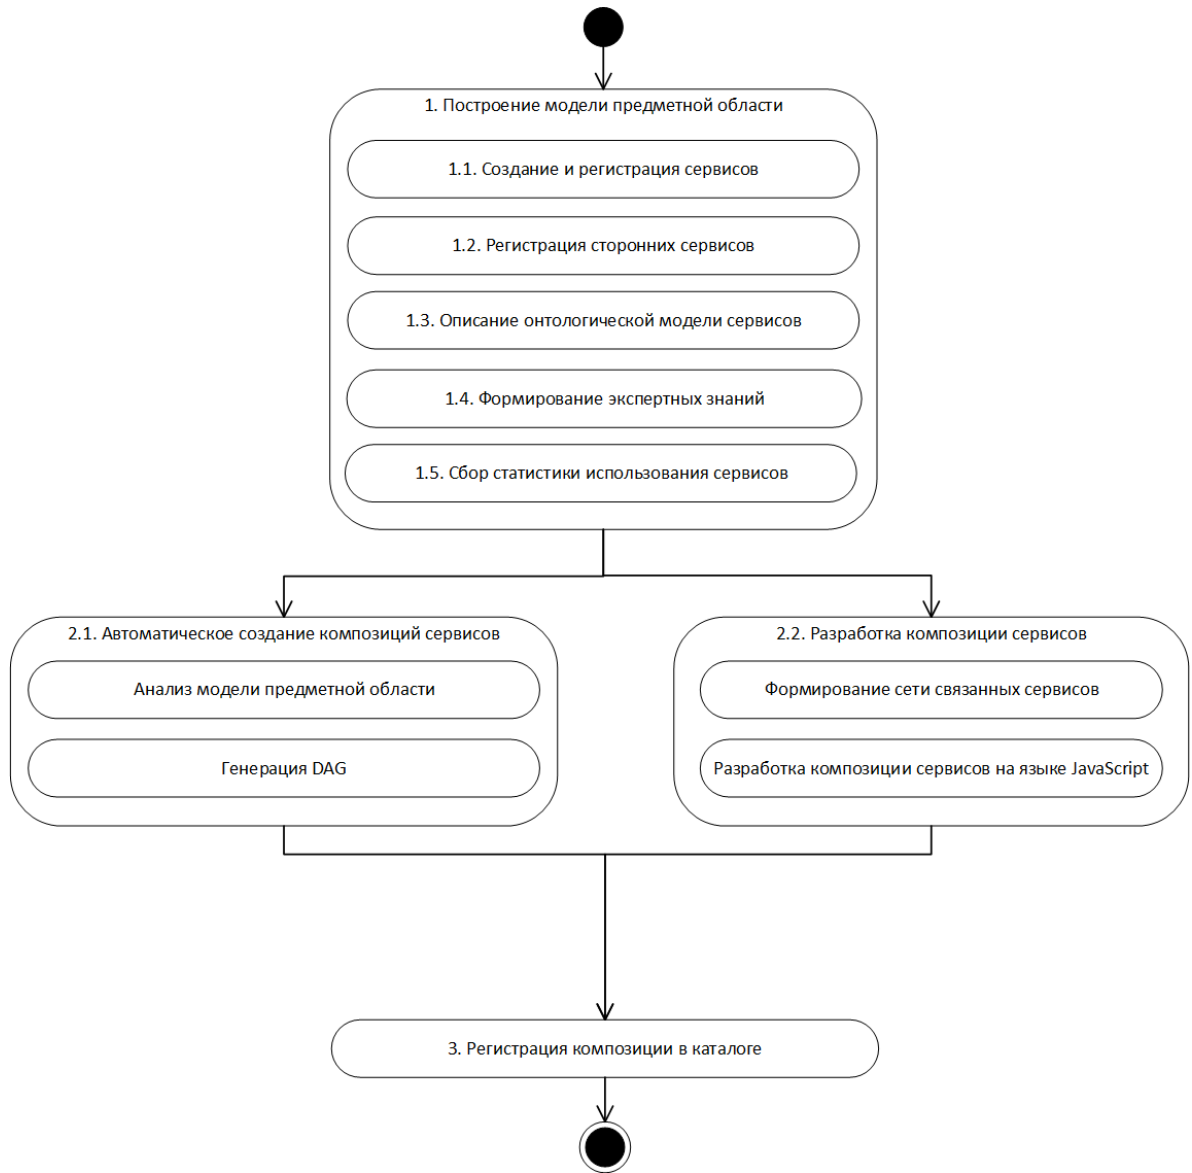 1. Построение модели предметной области
1.1. Создание и регистрация сервисов
1.2. Регистрация сторонних сервисов
1.3. Описание онтологической модели сервисов
1.4. Формирование экспертных знаний
1.5. Сбор статистики использования сервисов
2.1. Автоматическое создание композиций сервисов
Анализ модели предметной области
Генерация DAG
2.2. Разработка композиции сервисов
Формирование сети связанных сервисов
Разработка композиции сервисов на языке JavaScript
3. Регистрация композиции в каталоге